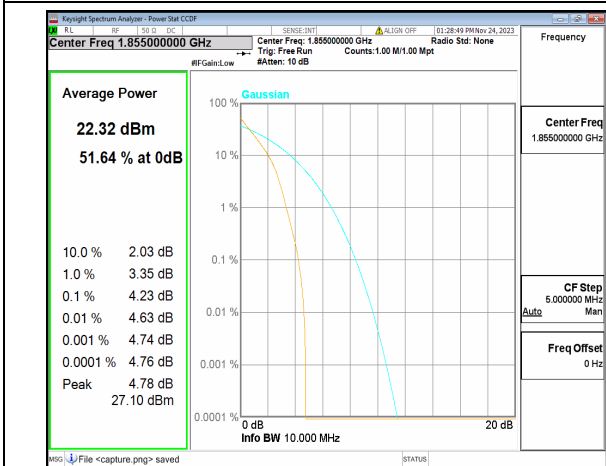 Keysight Spectrum Analyzer - Power Stat CCDF
RL RF 50 Ω DC SENSE:INT ALIGN OFF 01:28:49 PM Nov 24, 2023
Center Freq 1.855000000 GHz
Center Freq: 1.855000000 GHz Radio Std: None
Trig: Free Run Counts:1.00 M/1.00 Mpt
#IFGain:Low #Atten: 10 dB
Frequency
Average Power
22.32 dBm
51.64 % at 0dB
10.0 % 2.03 dB
1.0 % 3.35 dB
0.1 % 4.23 dB
0.01 % 4.63 dB
0.001 % 4.74 dB
0.0001 % 4.76 dB
Peak 4.78 dB
27.10 dBm
Gaussian
100 %
10 %
1 %
0.1 %
0.01 %
0.001 %
0.0001 %
0 dB 20 dB
Info BW 10.000 MHz
Center Freq
1.855000000 GHz
CF Step
5.000000 MHz
Auto Man
Freq Offset
0 Hz
MSG File <capture.png> saved STATUS